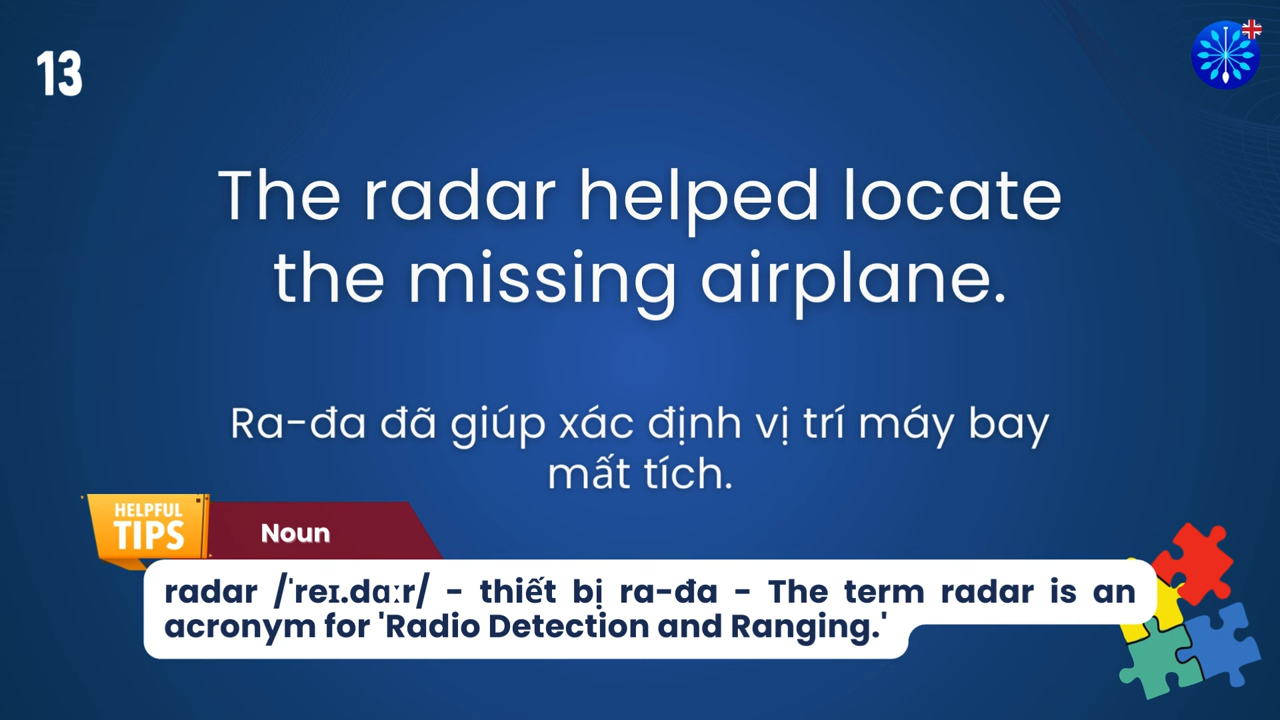 13
The radar helped locate
the missing airplane.
Ra-đa đã giúp xác định vị trí máy bay
mất tích.
HELPFUL
TIPS
Noun
radar /ˈreɪ.dɑːr/ - thiết bị ra-đa - The term radar is an
acronym for 'Radio Detection and Ranging.'